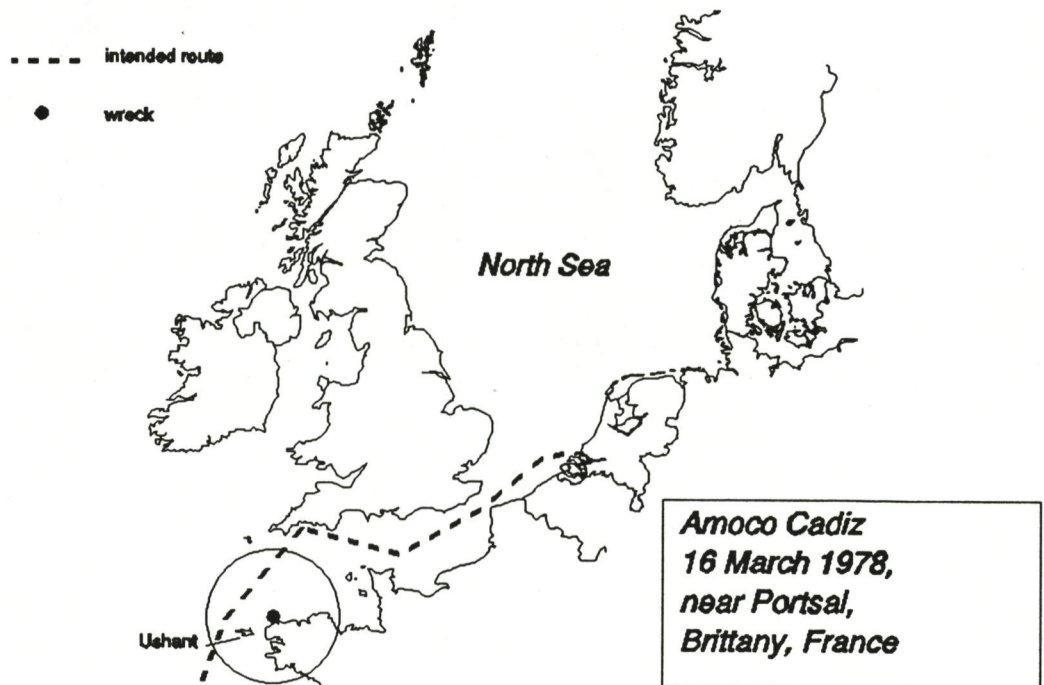 intended route
wreck
North Sea
Ushant
Amoco Cadiz
16 March 1978,
near Portsal,
Brittany, France